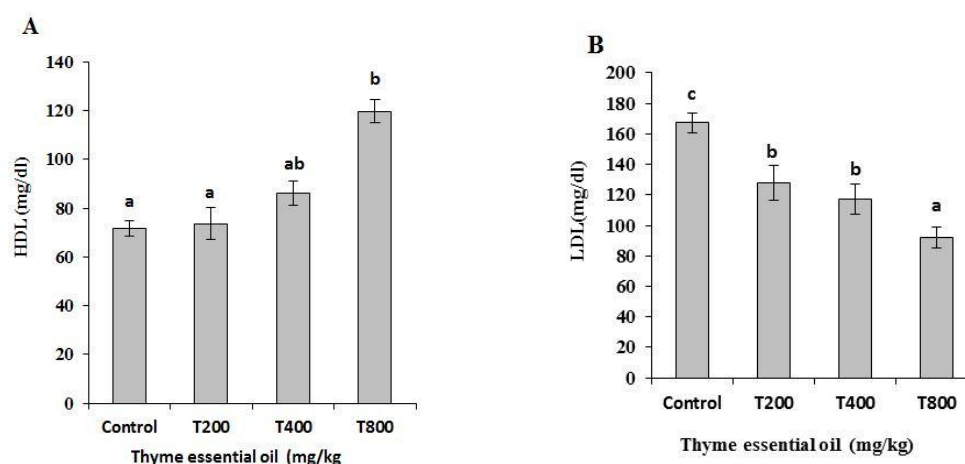 A
HDL (mg/dl)
140
120
100
80
60
40
20
0
a
a
ab
b
Control T200 T400 T800
Thyme essential oil (mg/kg
B
LDL(mg/dl)
200
180
160
140
120
100
80
60
40
20
0
c
b
b
a
Control T200 T400 T800
Thyme essential oil (mg/kg)